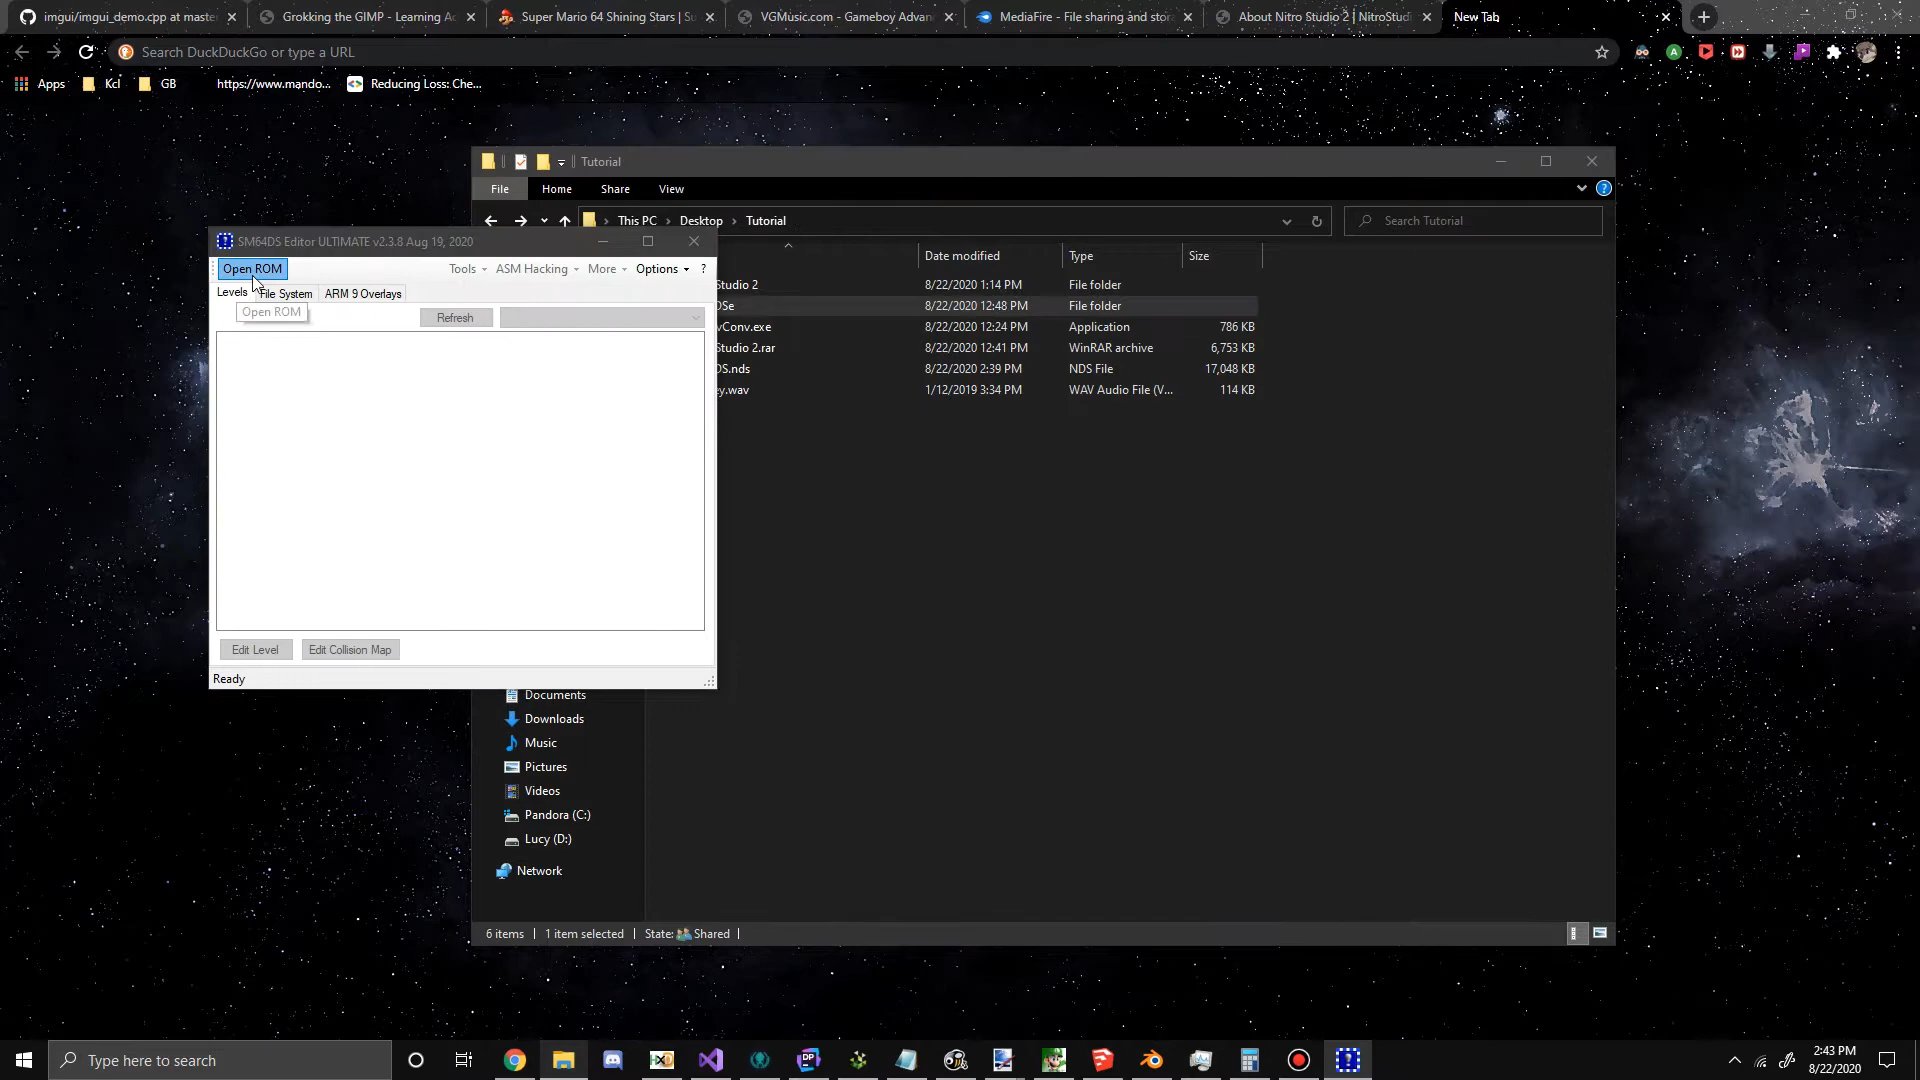 imgui/imgui_demo.cpp at master
Grokking the GIMP - Learning Ac
Super Mario 64 Shining Stars | Su
VGMusic.com - Gameboy Advan
MediaFire - File sharing and stor
About Nitro Studio 2 | NitroStudi
New Tab
Search DuckDuckGo or type a URL
Apps
Kcl
GB
https://www.mando...
Reducing Loss: Che...
Tutorial
File
Home
Share
View
This PC
Desktop
Tutorial
Search Tutorial
SM64DS Editor ULTIMATE v2.3.8 Aug 19, 2020
Open ROM
Tools
ASM Hacking
More
Options
?
Levels
File System
ARM 9 Overlays
Open ROM
Refresh
Edit Level
Edit Collision Map
Ready
Date modified
Type
Size
Studio 2
8/22/2020 1:14 PM
File folder
DSe
8/22/2020 12:48 PM
File folder
vConv.exe
8/22/2020 12:24 PM
Application
786 KB
Studio 2.rar
8/22/2020 12:41 PM
WinRAR archive
6,753 KB
DS.nds
8/22/2020 2:39 PM
NDS File
17,048 KB
ey.wav
1/12/2019 3:34 PM
WAV Audio File (V...
114 KB
Documents
Downloads
Music
Pictures
Videos
Pandora (C:)
Lucy (D:)
Network
6 items
1 item selected
State:
Shared
Type here to search
2:43 PM
8/22/2020